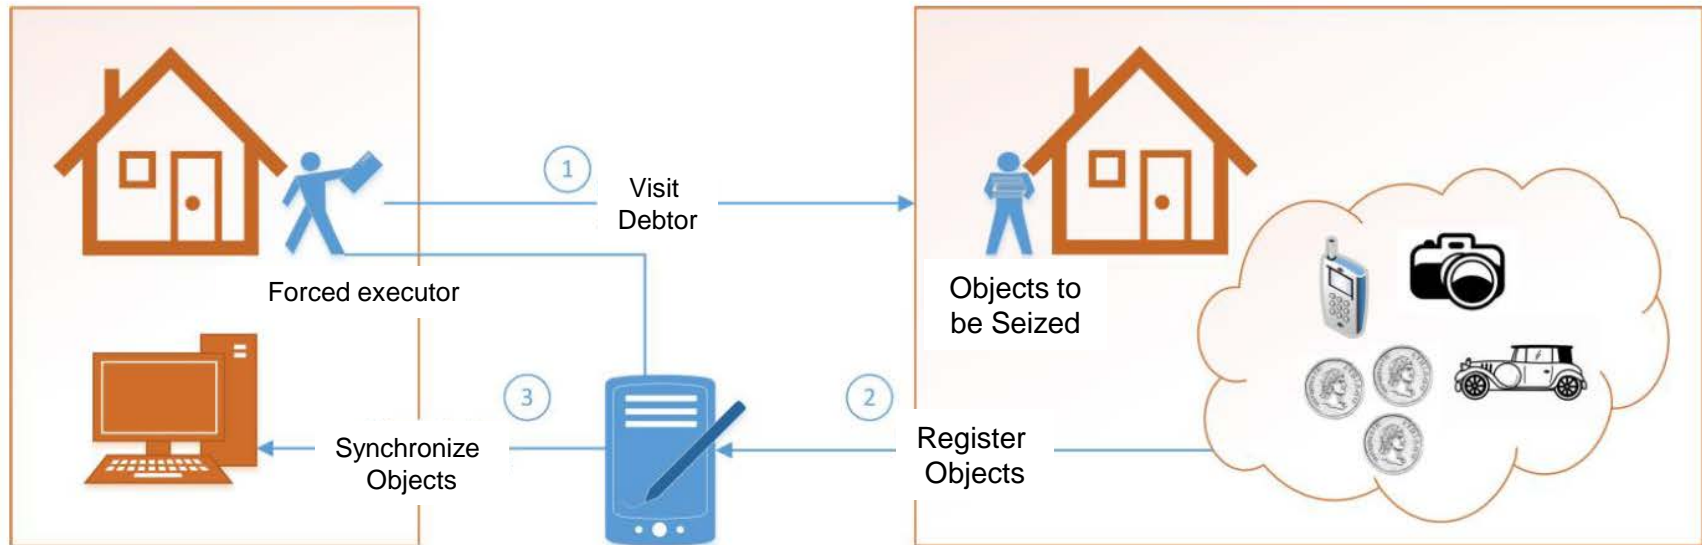 1
Visit
Debtor
Forced executor
Objects to
be Seized
3
2
Synchronize
Objects
Register
Objects